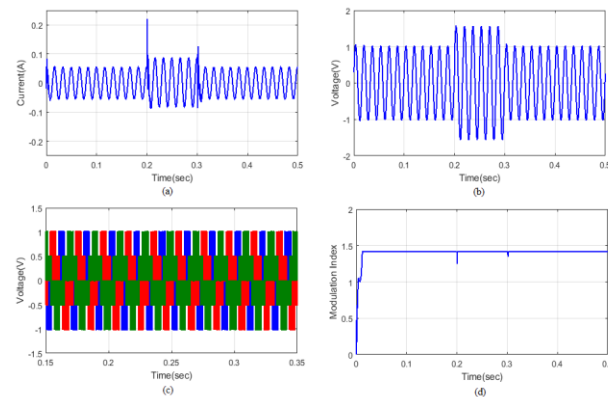 0.2
0.1
0
-0.1
-0.2
Current(A)
0 0.1 0.2 0.3 0.4 0.5
Time(sec)
(a)
2
1
0
-1
-2
Voltage(V)
0 0.1 0.2 0.3 0.4 0.5
Time(sec)
(b)
1.5
1
0.5
0
-0.5
-1
-1.5
Voltage(V)
0.15 0.2 0.25 0.3 0.35
Time(sec)
(c)
2
1.5
1
0.5
0
Modulation Index
0 0.1 0.2 0.3 0.4
Time(sec)
(d)